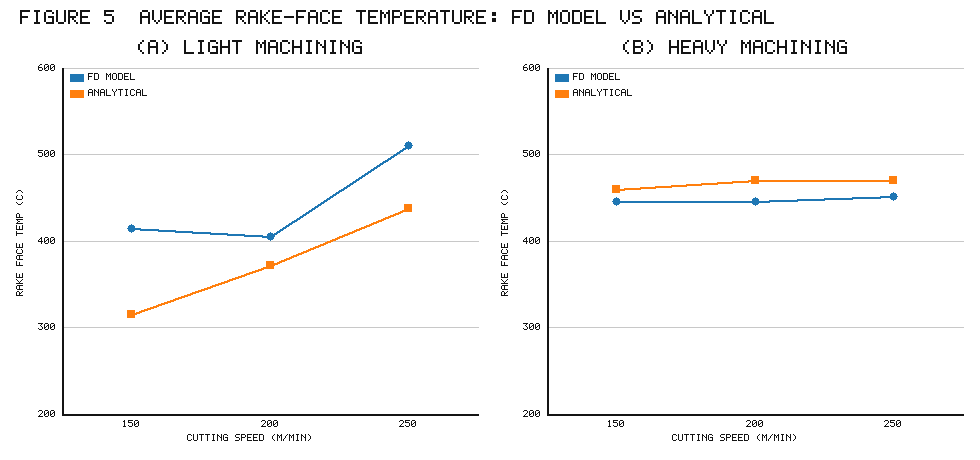 FIGURE 5  AVERAGE RAKE-FACE TEMPERATURE: FD MODEL VS ANALYTICAL
(A) LIGHT MACHINING
600
500
400
300
200
FD MODEL
ANALYTICAL
RAKE FACE TEMP (C)
150
200
250
CUTTING SPEED (M/MIN)
(B) HEAVY MACHINING
600
500
400
300
200
FD MODEL
ANALYTICAL
RAKE FACE TEMP (C)
150
200
250
CUTTING SPEED (M/MIN)